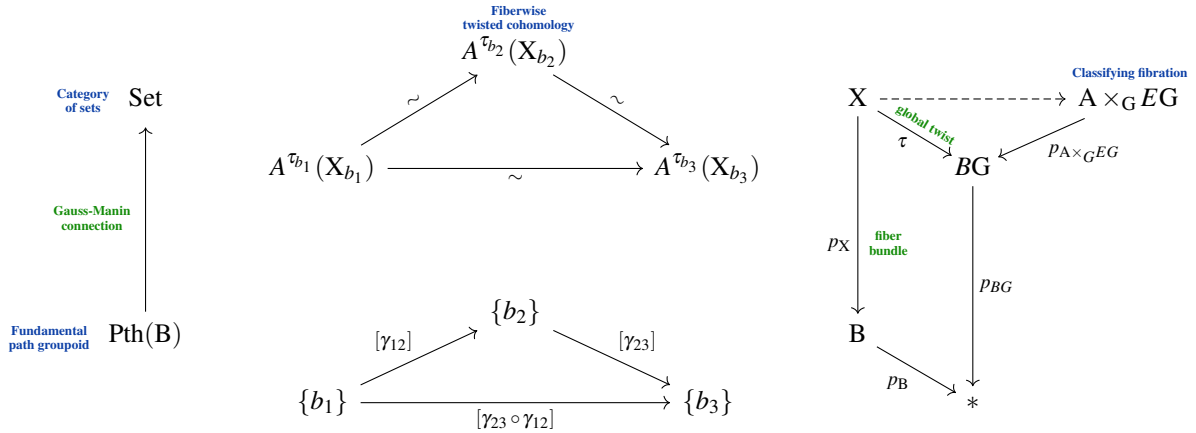 Category
of sets
Set
Gauss-Manin
connection
Fundamental
path groupoid
Pth(B)
Fiberwise
twisted cohomology
A^{τ_{b_2}}(X_{b_2})
∼
∼
A^{τ_{b_1}}(X_{b_1})
A^{τ_{b_3}}(X_{b_3})
∼
{b_2}
[γ_{12}]
[γ_{23}]
{b_1}
{b_3}
[γ_{23} ∘ γ_{12}]
Classifying fibration
X
A ×_G EG
global twist
τ
p_{A×_G EG}
BG
p_X
fiber
bundle
p_{BG}
B
p_B
∗